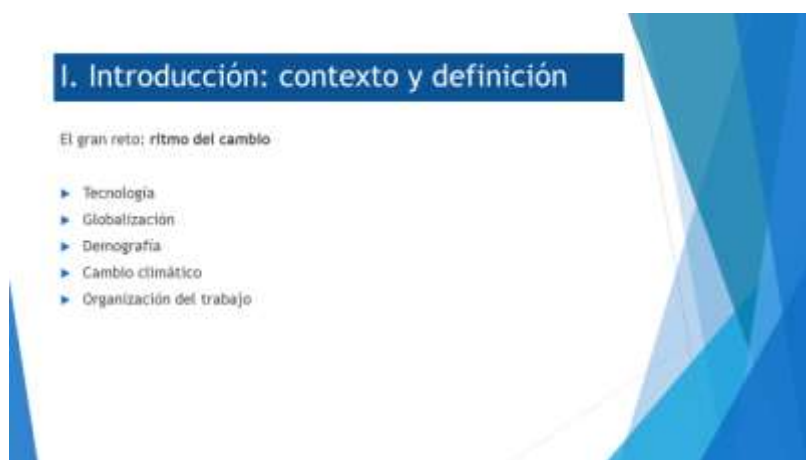 I. Introducción: contexto y definición
El gran reto: ritmo del cambio
Tecnología
Globalización
Demografía
Cambio climático
Organización del trabajo